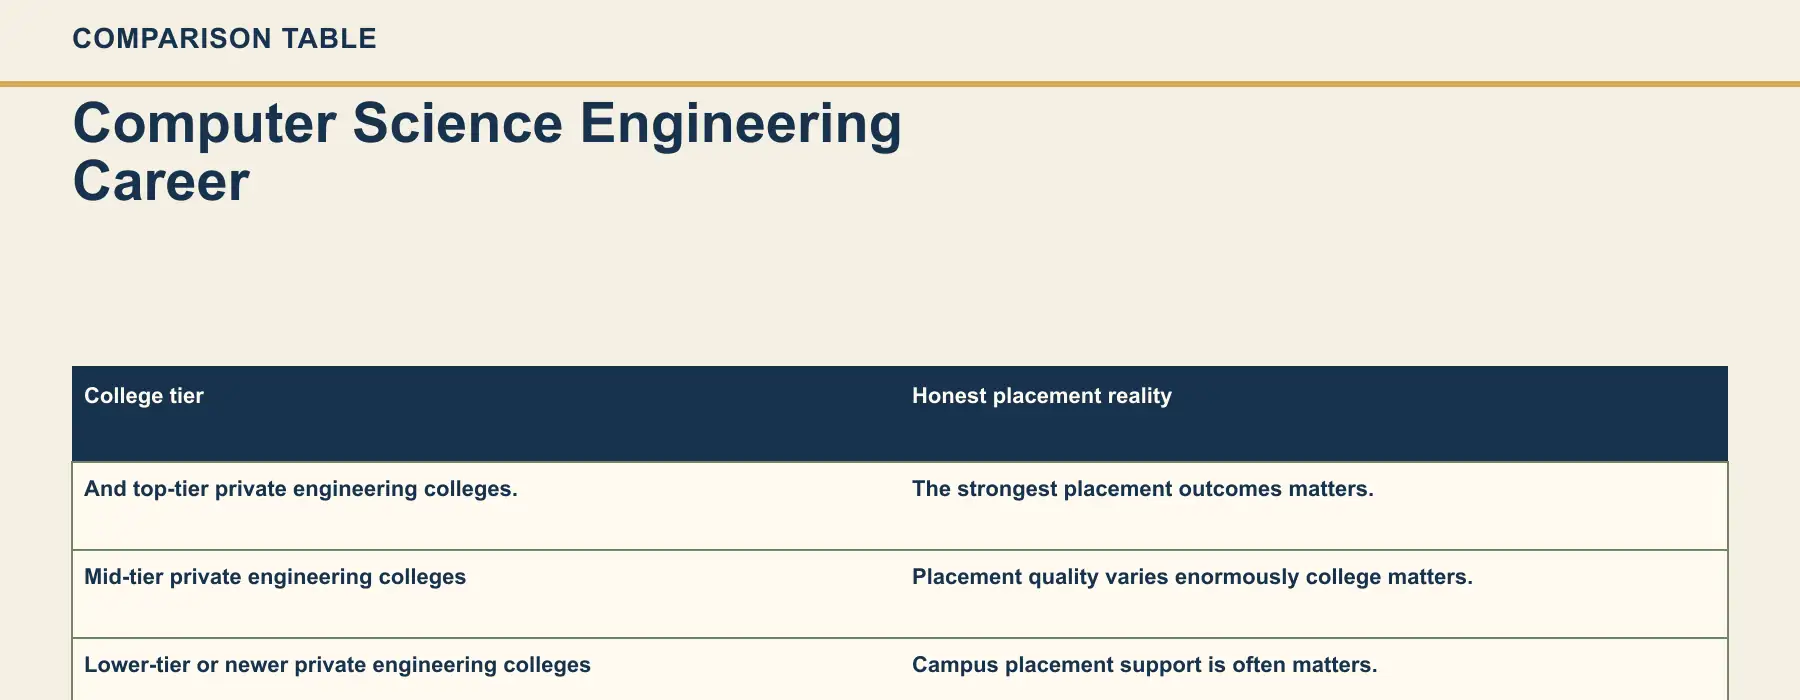 COMPARISON TABLE
Computer Science Engineering
Career
College tier Honest placement reality
And top-tier private engineering colleges. The strongest placement outcomes matters.
Mid-tier private engineering colleges Placement quality varies enormously college matters.
Lower-tier or newer private engineering colleges Campus placement support is often matters.